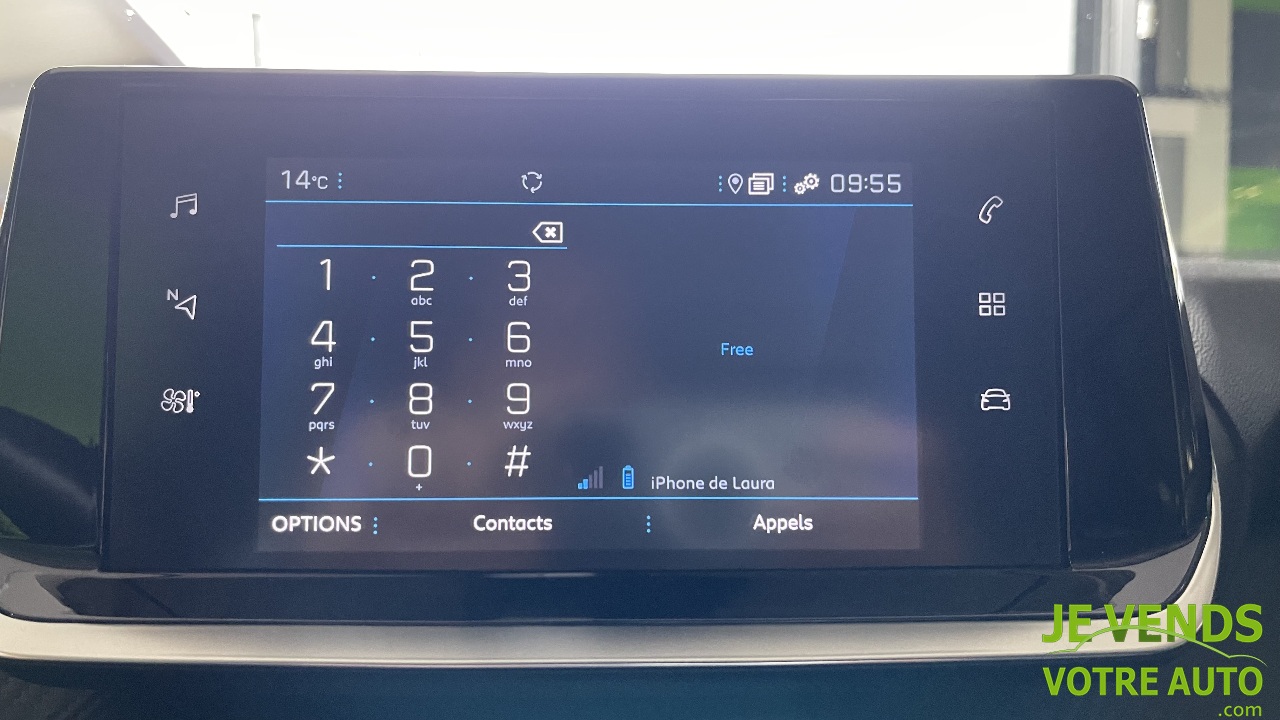 14°C
09:55
N
1 2 3
abc def
4 5 6
ghi jkl mno
Free
7 8 9
pqrs tuv wxyz
* 0 #
+
iPhone de Laura
OPTIONS Contacts Appels
JE VENDS
VOTRE AUTO
.com